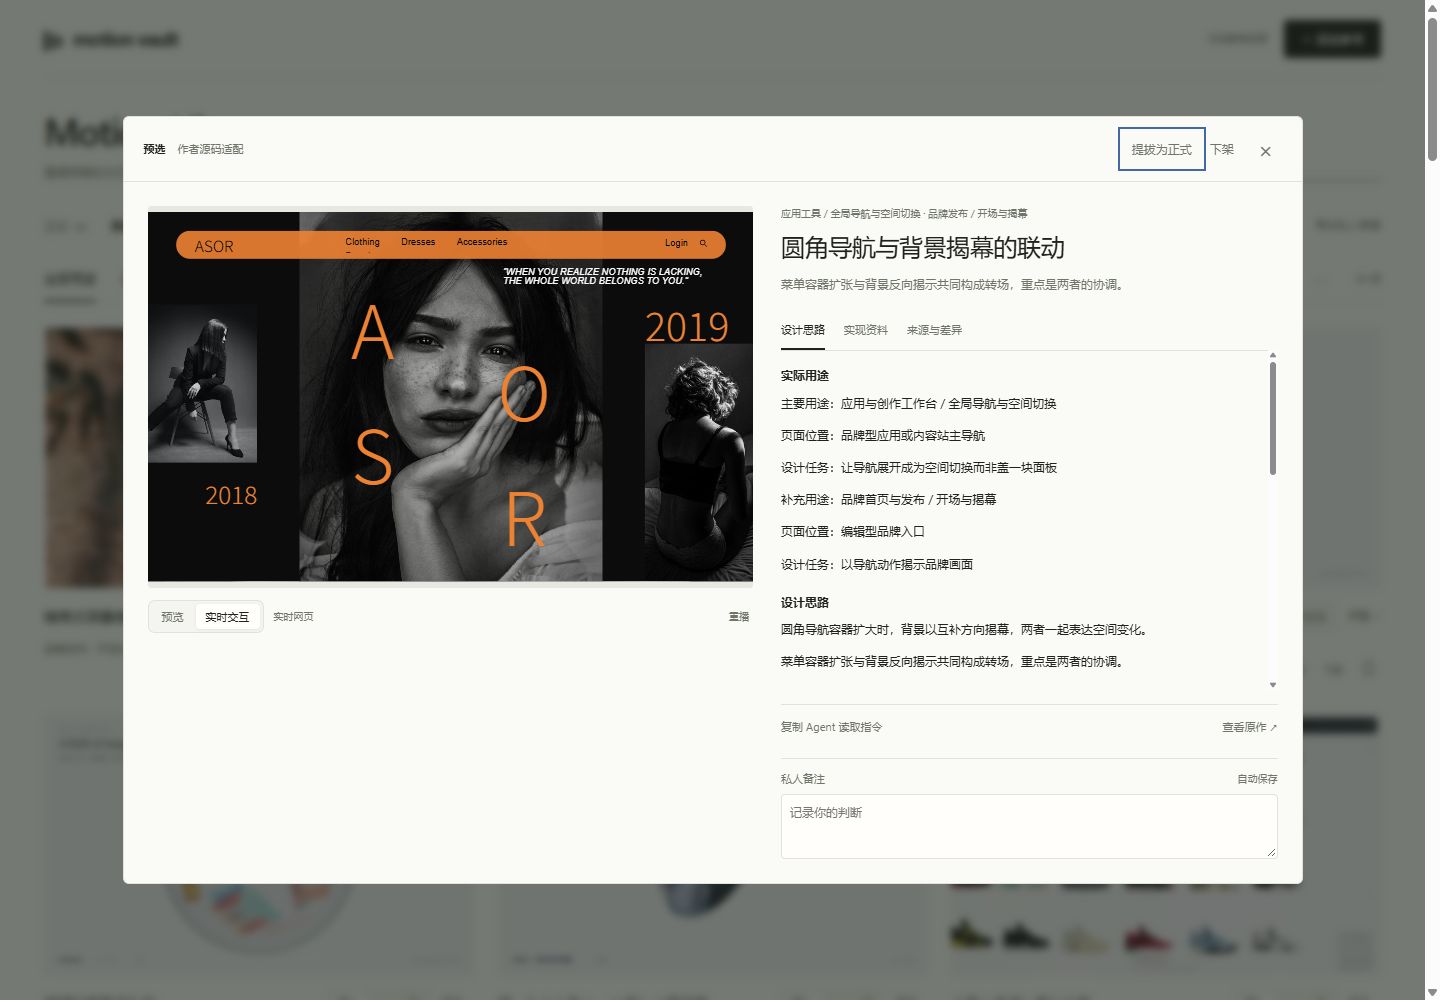 motion vault
Moti
预选 作者源码适配
提拔为正式 下架 ×
ASOR
Clothing Dresses Accessories
Login
"WHEN YOU REALIZE NOTHING IS LACKING,
THE WHOLE WORLD BELONGS TO YOU."
A
O
S
R
2019
2018
预览 实时交互 实时网页 重播
应用工具 / 全局导航与空间切换 · 品牌发布 / 开场与揭幕
圆角导航与背景揭幕的联动
菜单容器扩张与背景反向揭示共同构成转场，重点是两者的协调。
设计思路 实现资料 来源与差异
实际用途
主要用途：应用与创作工作台 / 全局导航与空间切换
页面位置：品牌型应用或内容站主导航
设计任务：让导航展开成为空间切换而非盖一块面板
补充用途：品牌首页与发布 / 开场与揭幕
页面位置：编辑型品牌入口
设计任务：以导航动作揭示品牌画面
设计思路
圆角导航容器扩大时，背景以互补方向揭幕，两者一起表达空间变化。
菜单容器扩张与背景反向揭示共同构成转场，重点是两者的协调。
复制 Agent 读取指令 查看原作 ↗
私人备注 自动保存
记录你的判断